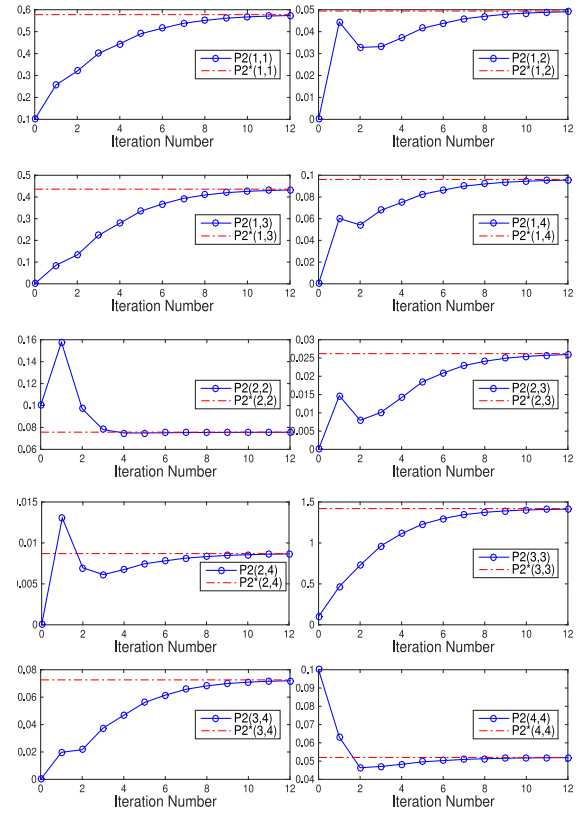 0.6
0.5
0.4
0.3
0.2
0.1
0 2 4 6 8 10 12
Iteration Number
P2(1,1)
P2*(1,1)
0.05
0.04
0.03
0.02
0.01
0
0 2 4 6 8 10 12
Iteration Number
P2(1,2)
P2*(1,2)
0.5
0.4
0.3
0.2
0.1
0
0 2 4 6 8 10 12
Iteration Number
P2(1,3)
P2*(1,3)
0.1
0.08
0.06
0.04
0.02
0
0 2 4 6 8 10 12
Iteration Number
P2(1,4)
P2*(1,4)
0.16
0.14
0.12
0.1
0.08
0.06
0 2 4 6 8 10 12
Iteration Number
P2(2,2)
P2*(2,2)
0.03
0.025
0.02
0.015
0.01
0.005
0
0 2 4 6 8 10 12
Iteration Number
P2(2,3)
P2*(2,3)
0.015
0.01
0.005
0
0 2 4 6 8 10 12
Iteration Number
P2(2,4)
P2*(2,4)
1.5
1
0.5
0
0 2 4 6 8 10 12
Iteration Number
P2(3,3)
P2*(3,3)
0.08
0.06
0.04
0.02
0
0 2 4 6 8 10 12
Iteration Number
P2(3,4)
P2*(3,4)
0.1
0.09
0.08
0.07
0.06
0.05
0.04
0 2 4 6 8 10 12
Iteration Number
P2(4,4)
P2*(4,4)